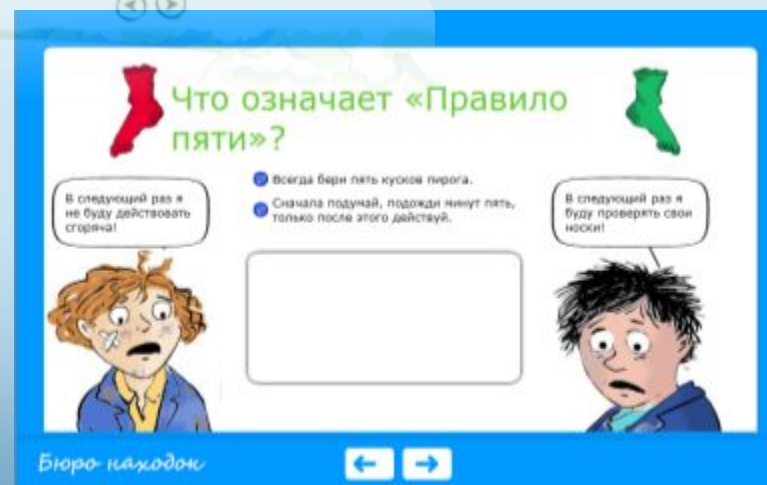 Что означает «Правило
пяти»?
Всегда бери пять кусков пирога.
Сначала подумай, подожди минут пять,
только после этого действуй.
В следующий раз я
не буду действовать
сгоряча!
В следующий раз я
буду проверять свои
носки!
Бюро находок